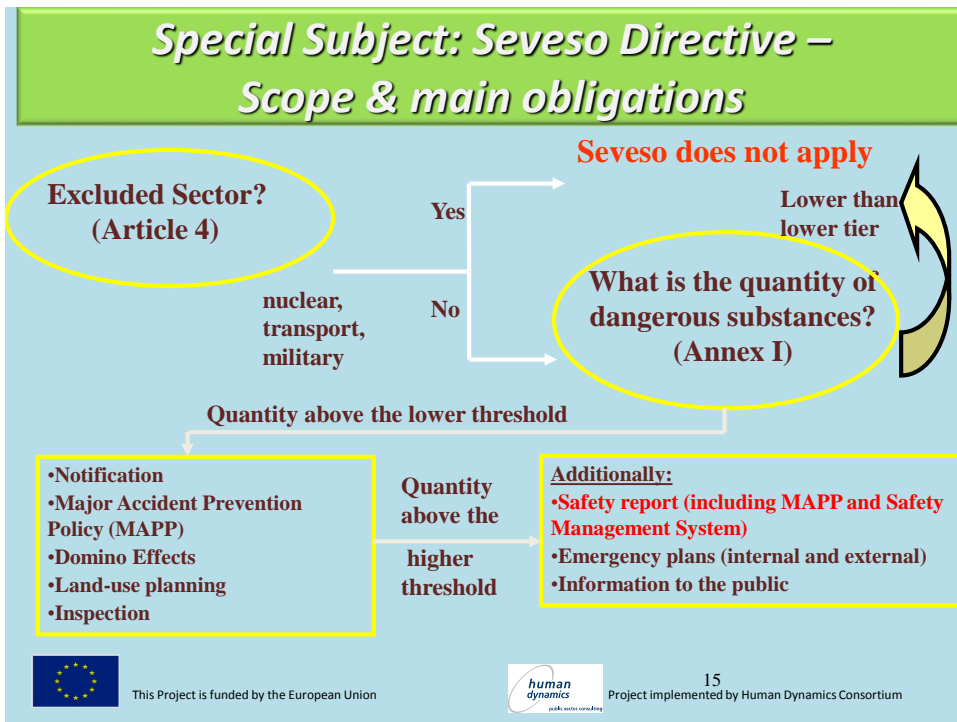 Special Subject: Seveso Directive –
Scope & main obligations
Seveso does not apply
Excluded Sector?
(Article 4)
Yes
Lower than
lower tier
nuclear,
transport,
military
No
What is the quantity of
dangerous substances?
(Annex I)
Quantity above the lower threshold
•Notification
•Major Accident Prevention
Policy (MAPP)
•Domino Effects
•Land-use planning
•Inspection
Quantity
above the
higher
threshold
Additionally:
•Safety report (including MAPP and Safety
Management System)
•Emergency plans (internal and external)
•Information to the public
This Project is funded by the European Union
human
dynamics
public sector consulting
15
Project implemented by Human Dynamics Consortium